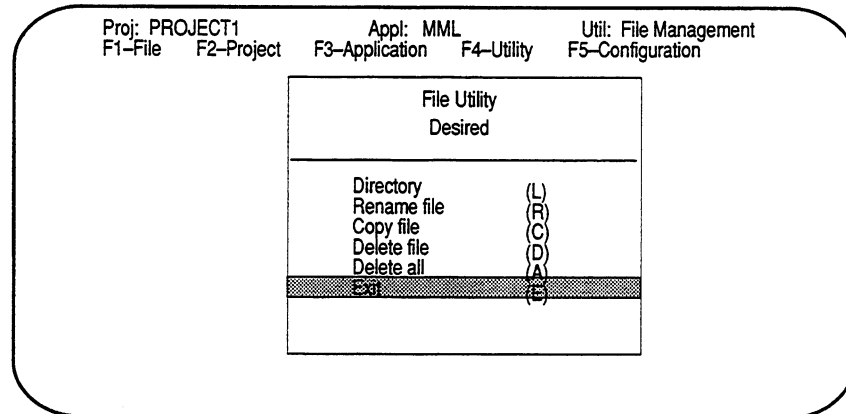 Proj: PROJECT1 Appl: MML Util: File Management
F1–File F2–Project F3–Application F4–Utility F5–Configuration
File Utility
Desired
Directory (L)
Rename file (R)
Copy file (C)
Delete file (D)
Delete all (A)
Exit (E)